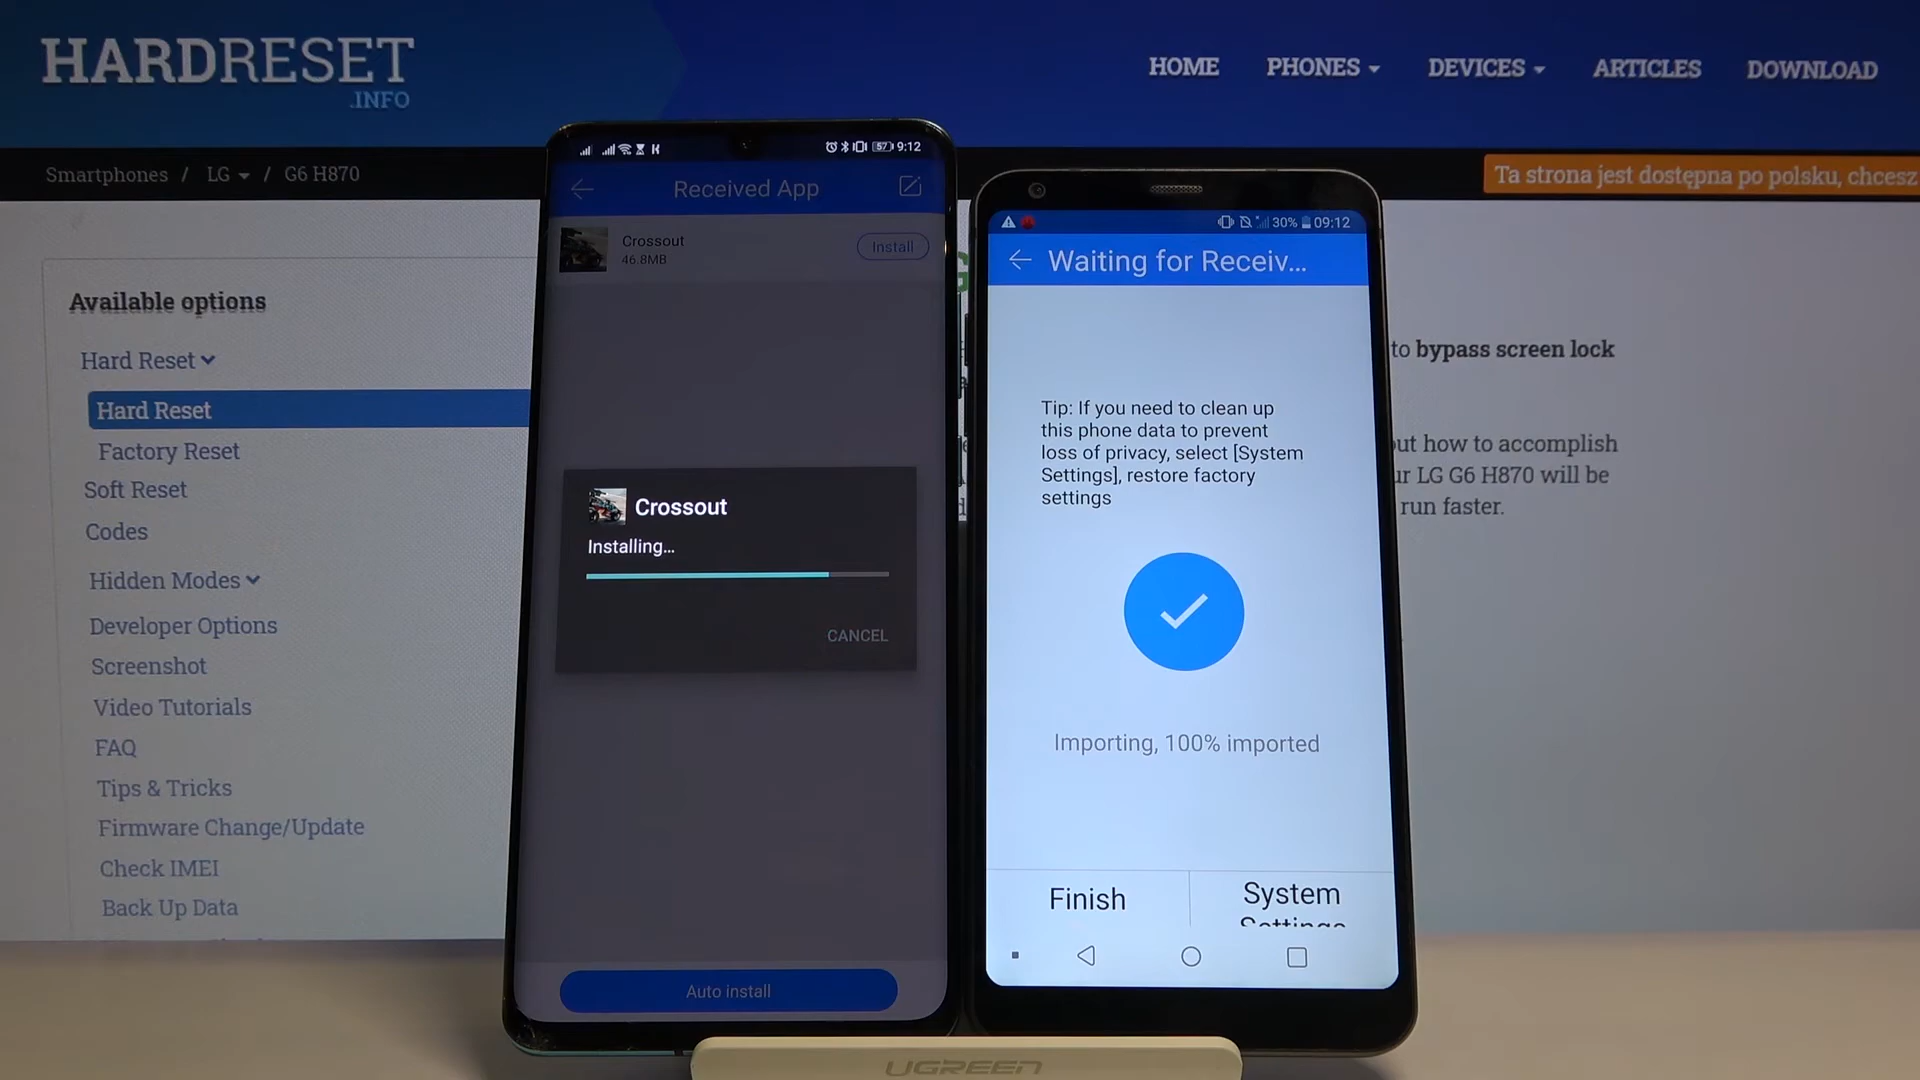 HARDRESET
.INFO
HOME PHONES DEVICES ARTICLES DOWNLOAD
Smartphones / LG / G6 H870
Ta strona jest dostępna po polsku, chcesz
Available options
Hard Reset
Hard Reset
Factory Reset
Soft Reset
Codes
Hidden Modes
Developer Options
Screenshot
Video Tutorials
FAQ
Tips & Tricks
Firmware Change/Update
Check IMEI
Back Up Data
57 9:12
Received App
Crossout
46.8MB
Install
Crossout
Installing...
CANCEL
Auto install
30% 09:12
Waiting for Receiv...
Tip: If you need to clean up
this phone data to prevent
loss of privacy, select [System
Settings], restore factory
settings
Importing, 100% imported
Finish
System
Settings
to bypass screen lock
out how to accomplish
LG G6 H870 will be
run faster.
UGREEN